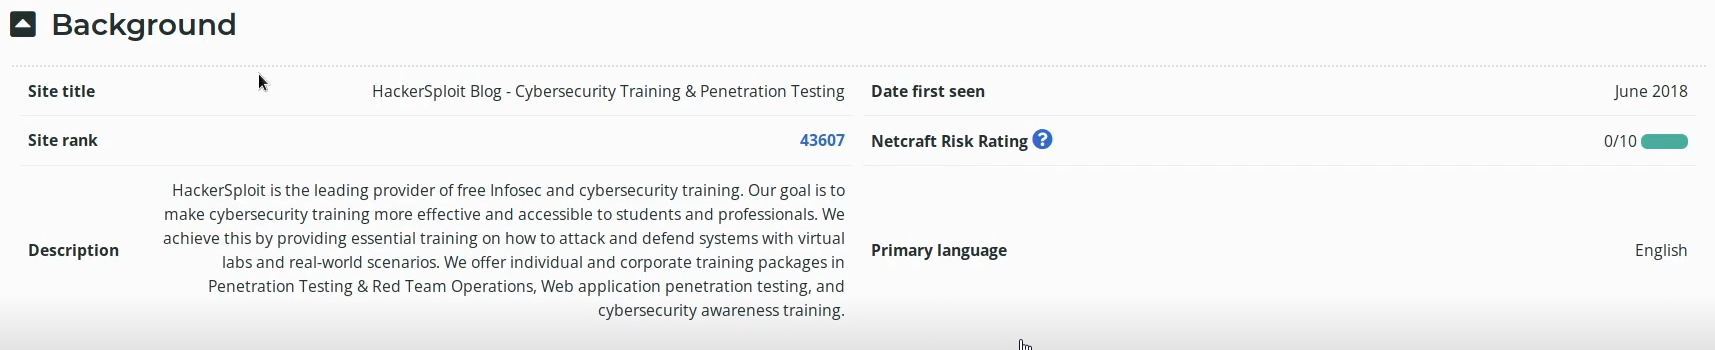 Background
Site title HackerSploit Blog - Cybersecurity Training & Penetration Testing Date first seen June 2018
Site rank 43607 Netcraft Risk Rating ? 0/10
HackerSploit is the leading provider of free Infosec and cybersecurity training. Our goal is to
make cybersecurity training more effective and accessible to students and professionals. We
achieve this by providing essential training on how to attack and defend systems with virtual
Description labs and real-world scenarios. We offer individual and corporate training packages in Primary language English
Penetration Testing & Red Team Operations, Web application penetration testing, and
cybersecurity awareness training.